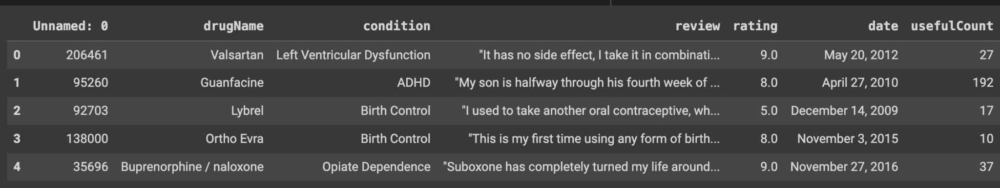 Unnamed: 0 drugName condition review rating date usefulCount
0 206461 Valsartan Left Ventricular Dysfunction "It has no side effect, I take it in combinati... 9.0 May 20, 2012 27
1 95260 Guanfacine ADHD "My son is halfway through his fourth week of ... 8.0 April 27, 2010 192
2 92703 Lybrel Birth Control "I used to take another oral contraceptive, wh... 5.0 December 14, 2009 17
3 138000 Ortho Evra Birth Control "This is my first time using any form of birth... 8.0 November 3, 2015 10
4 35696 Buprenorphine / naloxone Opiate Dependence "Suboxone has completely turned my life around... 9.0 November 27, 2016 37